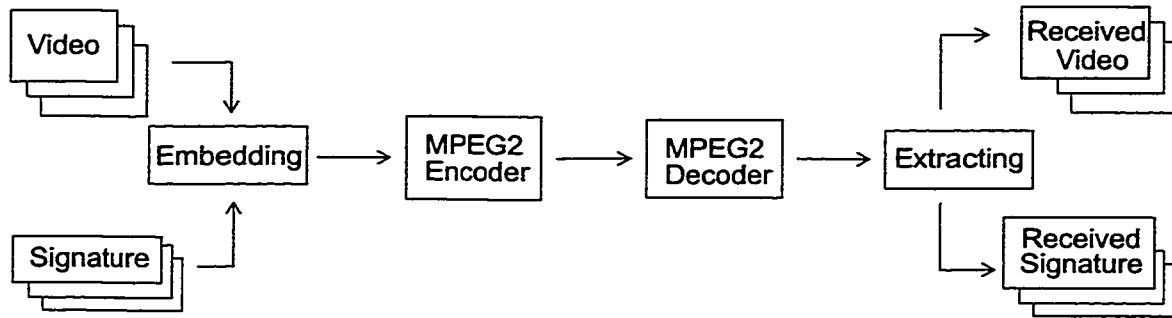 Video
Signature
Embedding
MPEG2
Encoder
MPEG2
Decoder
Extracting
Received
Video
Received
Signature